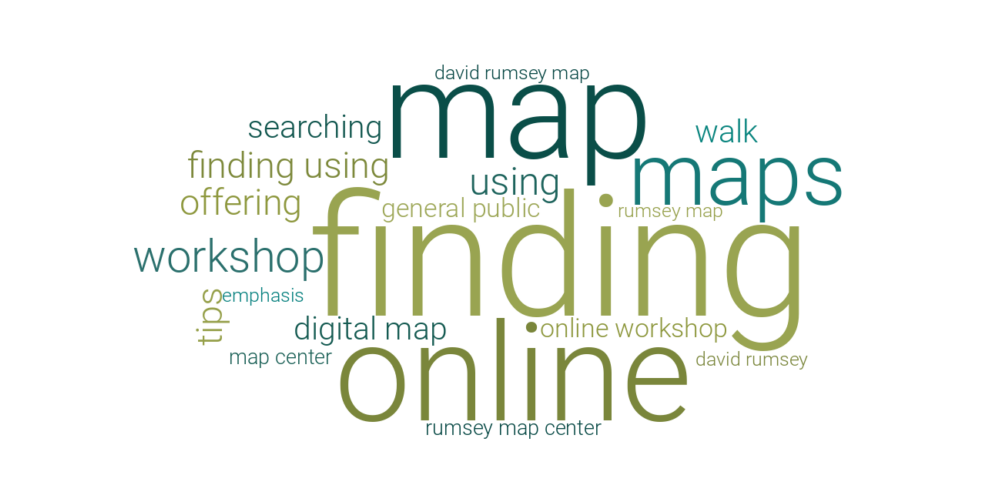 david rumsey map
map
searching
walk
finding using
maps
using
offering
general public
rumsey map
finding
workshop
emphasis
tips
digital map
online workshop
map center
david rumsey
online
rumsey map center